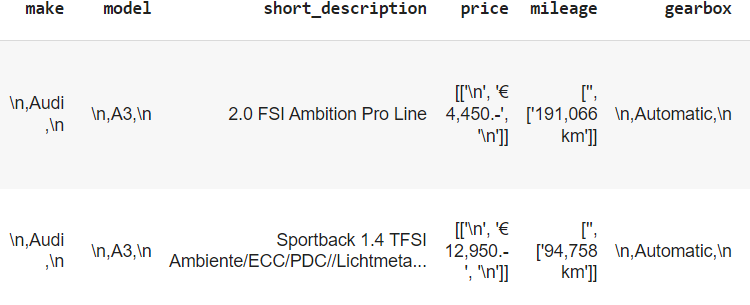 make model short_description price mileage gearbox
\n,Audi
,\n
\n,A3,\n
2.0 FSI Ambition Pro Line
[['\n', '€
4,450.-',
'\n']]
['',
['191,066
km']]
\n,Automatic,\n
\n,Audi
,\n
\n,A3,\n
Sportback 1.4 TFSI
Ambiente/ECC/PDC//Lichtmeta...
[['\n', '€
12,950.-
', '\n']]
['',
['94,758
km']]
\n,Automatic,\n